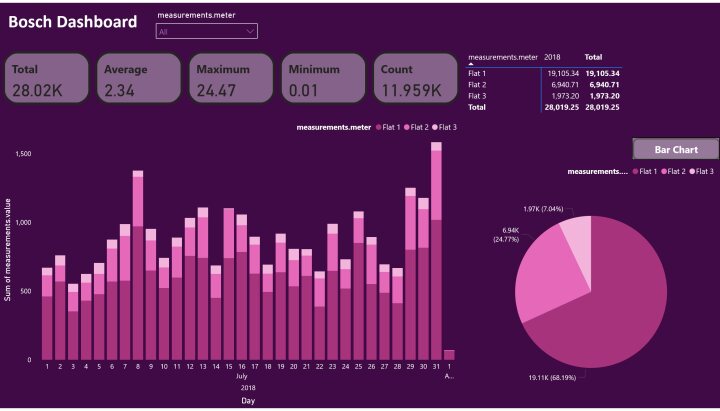 Bosch Dashboard
measurements.meter
All
Total
28.02K
Average
2.34
Maximum
24.47
Minimum
0.01
Count
11.959K
measurements.meter 2018 Total
Flat 1 19,105.34 19,105.34
Flat 2 6,940.71 6,940.71
Flat 3 1,973.20 1,973.20
Total 28,019.25 28,019.25
measurements.meter Flat 1 Flat 2 Flat 3
Sum of measurements.value
1,500
1,000
500
0
1 2 3 4 5 6 7 8 9 10 11 12 13 14 15 16 17 18 19 20 21 22 23 24 25 26 27 28 29 30 31 1
July A...
2018
Day
Bar Chart
measurements.... Flat 1 Flat 2 Flat 3
1.97K (7.04%)
6.94K
(24.77%)
19.11K (68.19%)